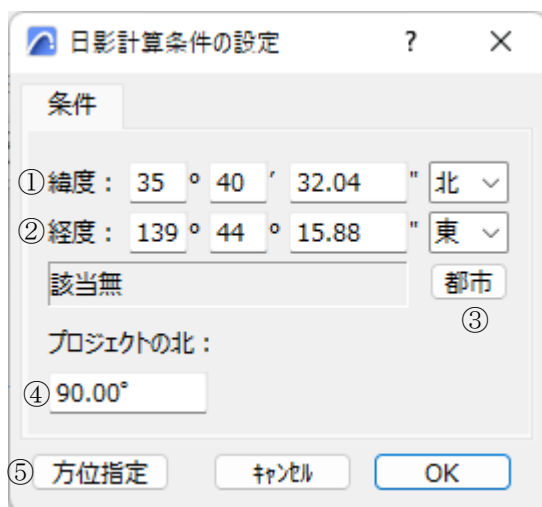 日影計算条件の設定 ? ×
条件
①緯度： 35 ° 40 ′ 32.04 " 北
②経度： 139 ° 44 ° 15.88 " 東
該当無 都市
③
プロジェクトの北：
④ 90.00°
⑤ 方位指定 ｷｬﾝｾﾙ OK